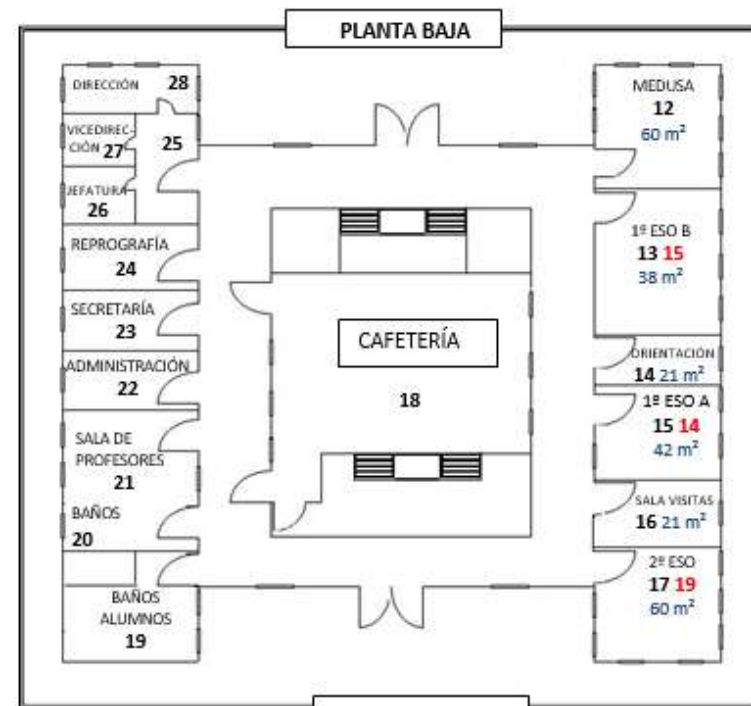 PLANTA BAJA
DIRECCIÓN 28
VICEDIREC-
CIÓN 27
25
JEFATURA
26
REPROGRAFÍA
24
SECRETARÍA
23
ADMINISTRACIÓN
22
SALA DE
PROFESORES
21
BAÑOS
20
BAÑOS
ALUMNOS
19
CAFETERÍA
18
MEDUSA
12
60 m²
1º ESO B
13 15
38 m²
ORIENTACIÓN
14 21 m²
1º ESO A
15 14
42 m²
SALA VISITAS
16 21 m²
2º ESO
17 19
60 m²